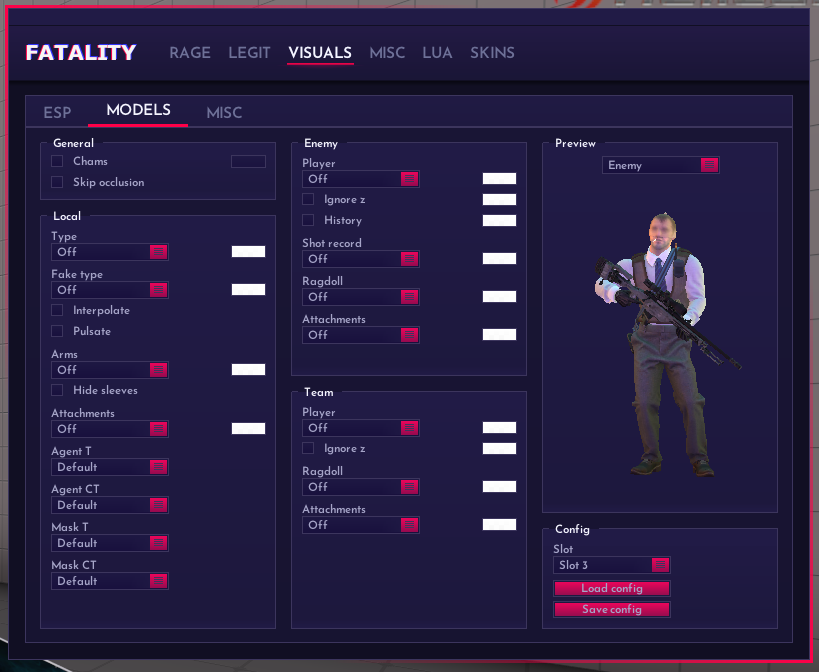 FATALITY
RAGE LEGIT VISUALS MISC LUA SKINS
ESP MODELS MISC
General
Chams
Skip occlusion
Local
Type
Off
Fake type
Off
Interpolate
Pulsate
Arms
Off
Hide sleeves
Attachments
Off
Agent T
Default
Agent CT
Default
Mask T
Default
Mask CT
Default
Enemy
Player
Off
Ignore z
History
Shot record
Off
Ragdoll
Off
Attachments
Off
Team
Player
Off
Ignore z
Ragdoll
Off
Attachments
Off
Preview
Enemy
Config
Slot
Slot 3
Load config
Save config